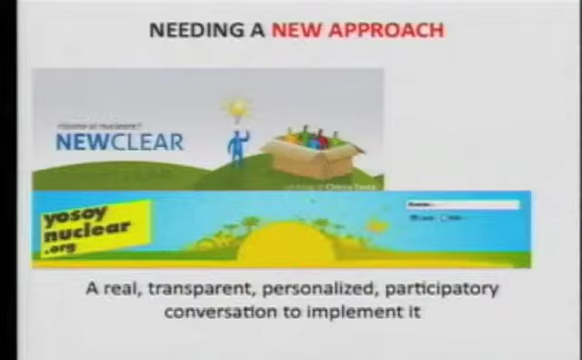 NEEDING A NEW APPROACH
NEWCLEAR
yosoy
nuclear
.org
A real, transparent, personalized, participatory
conversation to implement it